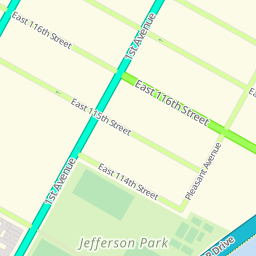 East 116th Street
1st Avenue
East 116th Street
East 115th Street
Pleasant Avenue
East 114th Street
1st Avenue
Jefferson Park
R Drive